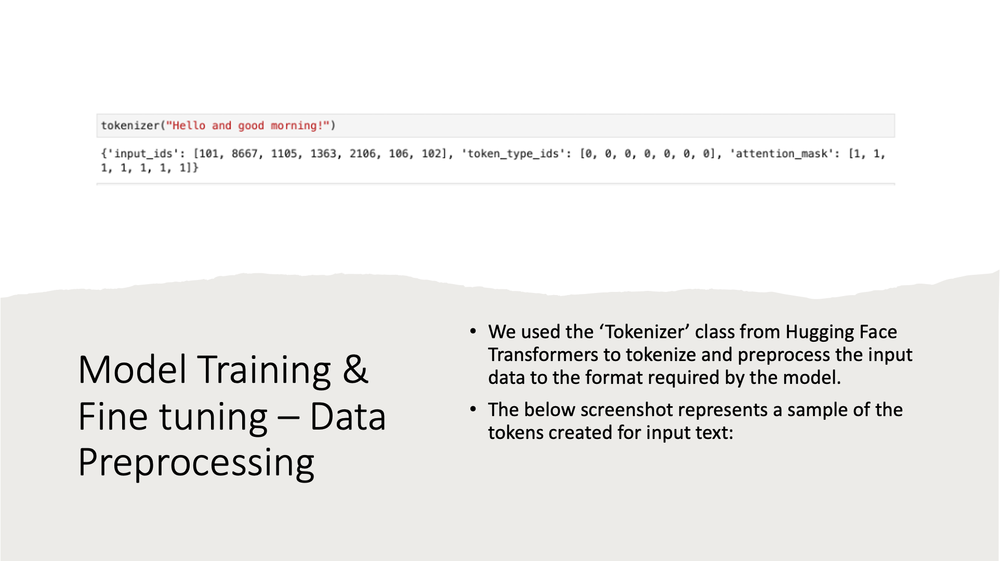 tokenizer("Hello and good morning!")
{'input_ids': [101, 8667, 1105, 1363, 2106, 106, 102], 'token_type_ids': [0, 0, 0, 0, 0, 0, 0], 'attention_mask': [1, 1,
1, 1, 1, 1, 1]}
Model Training &
Fine tuning – Data
Preprocessing
• We used the ‘Tokenizer’ class from Hugging Face
Transformers to tokenize and preprocess the input
data to the format required by the model.
• The below screenshot represents a sample of the
tokens created for input text: